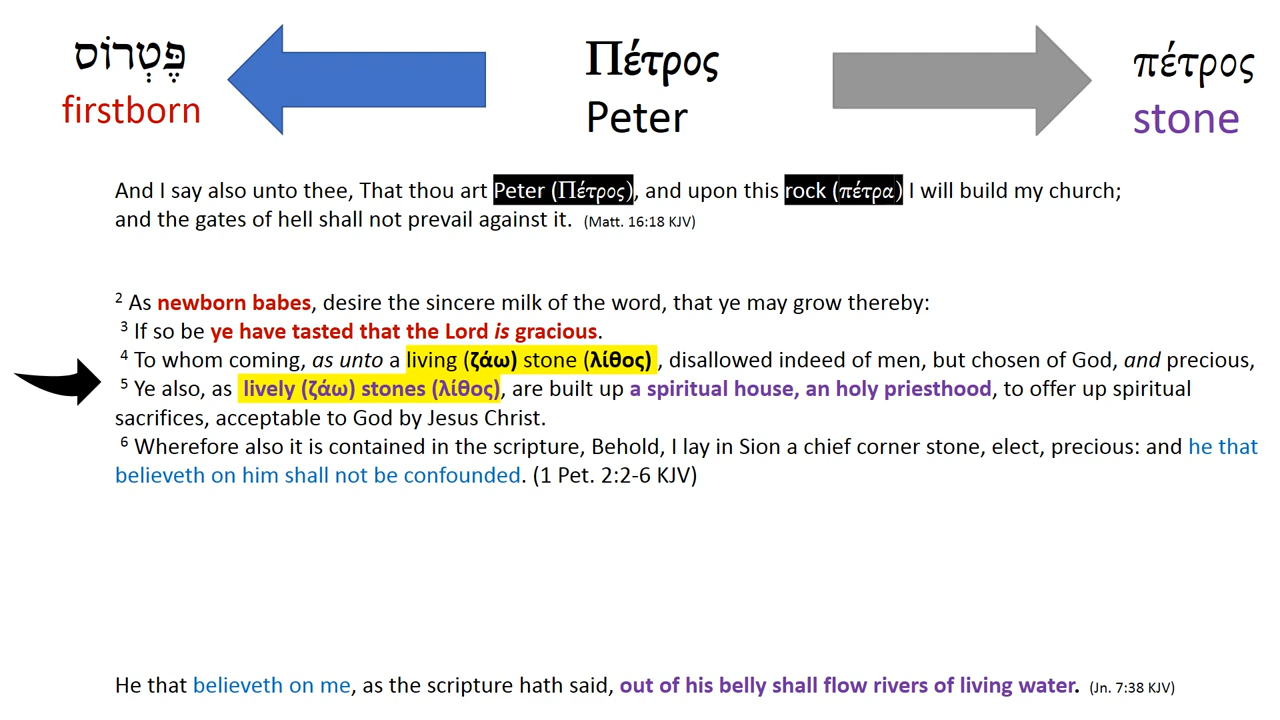 פֶּטְרוֹס Πέτρος πέτρος
firstborn Peter stone
And I say also unto thee, That thou art Peter (Πέτρος), and upon this rock (πέτρα) I will build my church;
and the gates of hell shall not prevail against it. (Matt. 16:18 KJV)
2 As newborn babes, desire the sincere milk of the word, that ye may grow thereby:
3 If so be ye have tasted that the Lord is gracious.
4 To whom coming, as unto a living (ζάω) stone (λίθος) , disallowed indeed of men, but chosen of God, and precious,
5 Ye also, as lively (ζάω) stones (λίθος), are built up a spiritual house, an holy priesthood, to offer up spiritual
sacrifices, acceptable to God by Jesus Christ.
6 Wherefore also it is contained in the scripture, Behold, I lay in Sion a chief corner stone, elect, precious: and he that
believeth on him shall not be confounded. (1 Pet. 2:2-6 KJV)
He that believeth on me, as the scripture hath said, out of his belly shall flow rivers of living water. (Jn. 7:38 KJV)